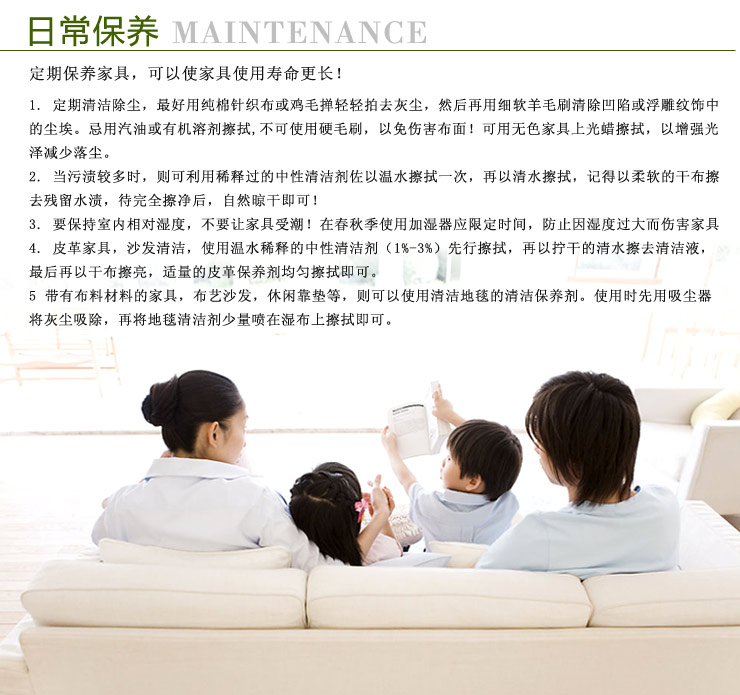 日常保养 MAINTENANCE
定期保养家具，可以使家具使用寿命更长！
1. 定期清洁除尘，最好用纯棉针织布或鸡毛掸轻轻拍去灰尘，然后再用细软羊毛刷清除凹陷或浮雕纹饰中
的尘埃。忌用汽油或有机溶剂擦拭,不可使用硬毛刷，以免伤害布面！可用无色家具上光蜡擦拭，以增强光
泽减少落尘。
2. 当污渍较多时，则可利用稀释过的中性清洁剂佐以温水擦拭一次，再以清水擦拭，记得以柔软的干布擦
去残留水渍，待完全擦净后，自然晾干即可！
3. 要保持室内相对湿度，不要让家具受潮！在春秋季使用加湿器应限定时间，防止因湿度过大而伤害家具
4. 皮革家具，沙发清洁，使用温水稀释的中性清洁剂（1%-3%）先行擦拭，再以拧干的清水擦去清洁液，
最后再以干布擦亮，适量的皮革保养剂均匀擦拭即可。
5 带有布料材料的家具，布艺沙发，休闲靠垫等，则可以使用清洁地毯的清洁保养剂。使用时先用吸尘器
将灰尘吸除，再将地毯清洁剂少量喷在湿布上擦拭即可。